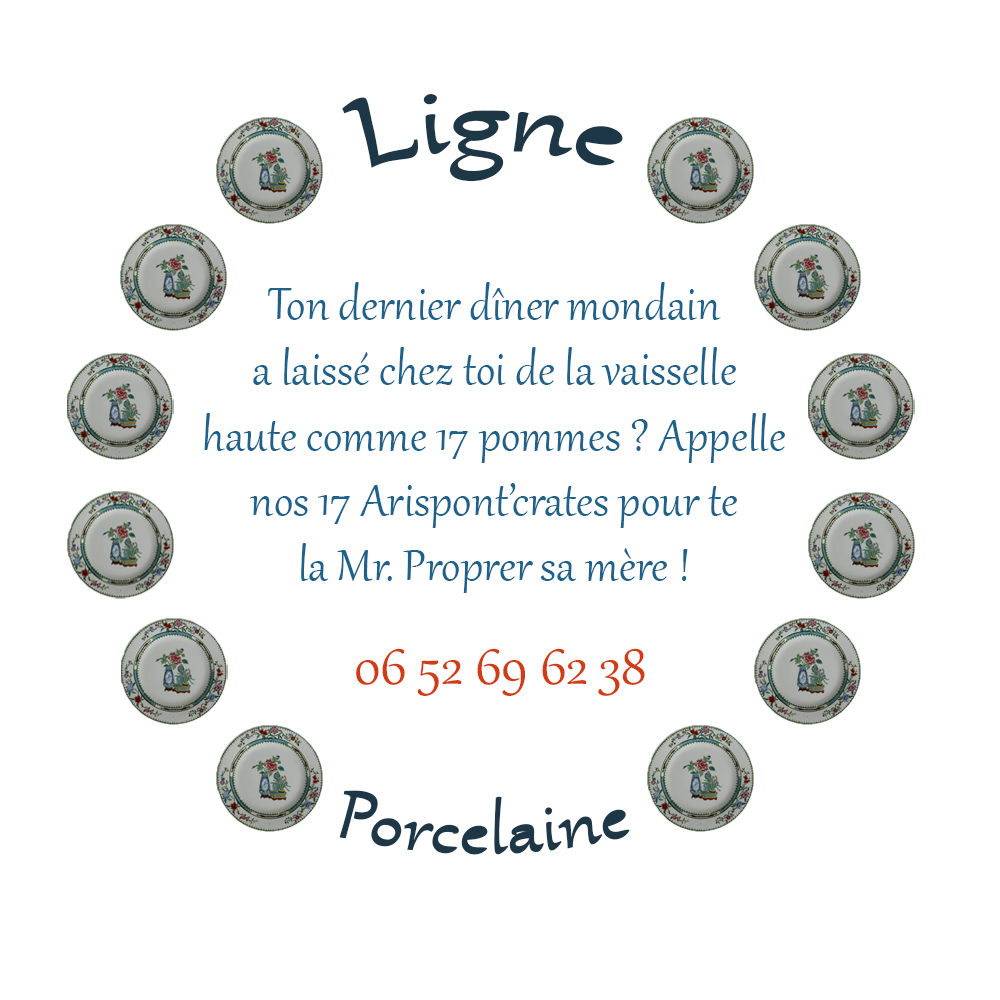 Ligne
Ton dernier dîner mondain
a laissé chez toi de la vaisselle
haute comme 17 pommes ? Appelle
nos 17 Arispont’crates pour te
la Mr. Proprer sa mère !
06 52 69 62 38
Porcelaine